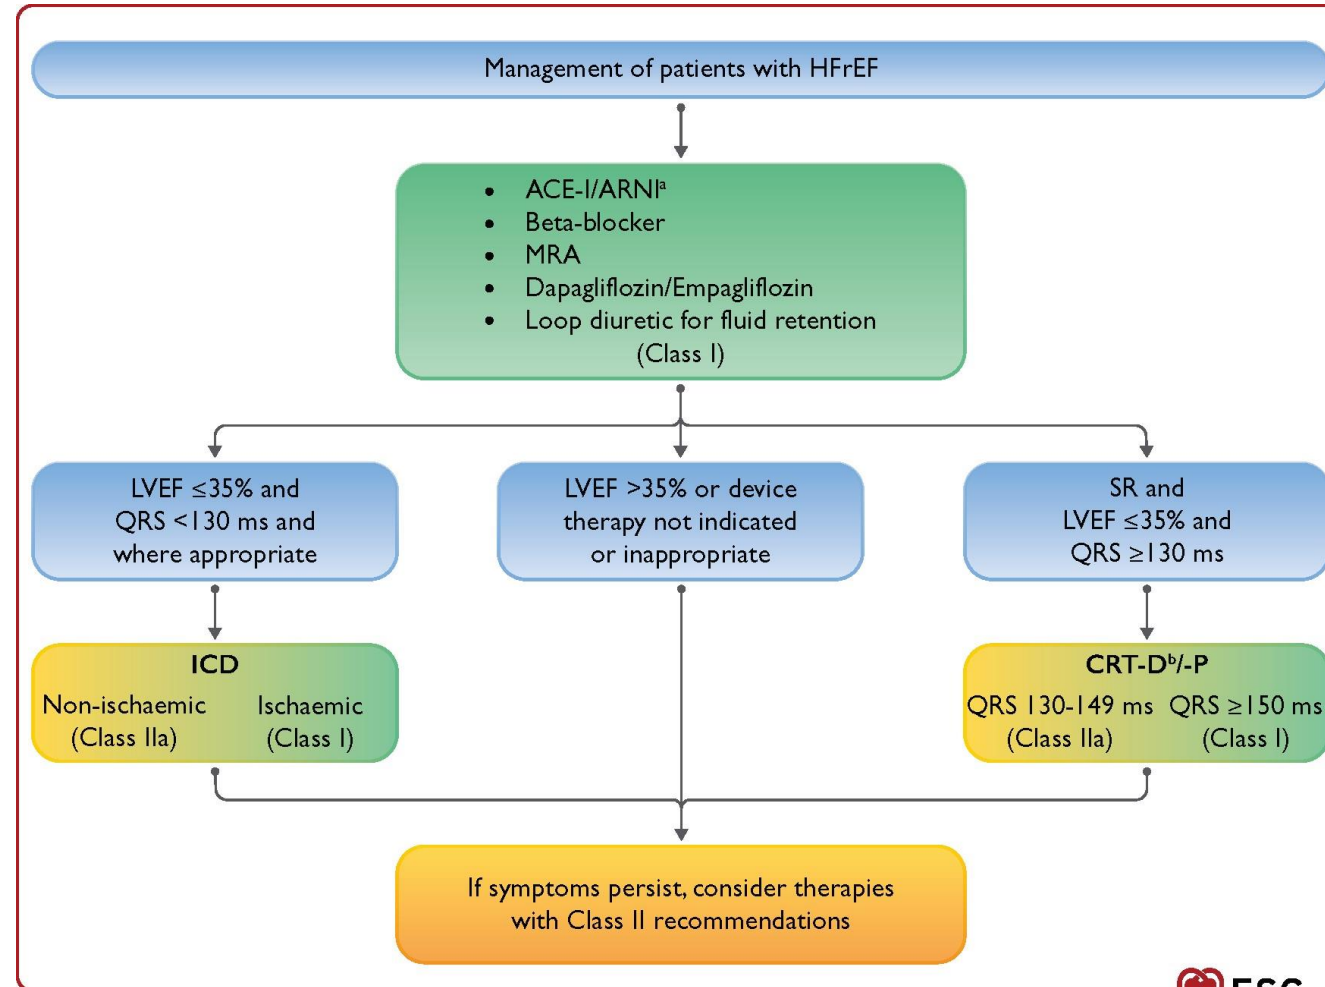 Management of patients with HFrEF
• ACE-I/ARNIᵃ
• Beta-blocker
• MRA
• Dapagliflozin/Empagliflozin
• Loop diuretic for fluid retention
(Class I)
LVEF ≤35% and
QRS <130 ms and
where appropriate
LVEF >35% or device
therapy not indicated
or inappropriate
SR and
LVEF ≤35% and
QRS ≥130 ms
ICD
Non-ischaemic
(Class IIa)
Ischaemic
(Class I)
CRT-Dᵇ/-P
QRS 130-149 ms
(Class IIa)
QRS ≥150 ms
(Class I)
If symptoms persist, consider therapies
with Class II recommendations
ESC